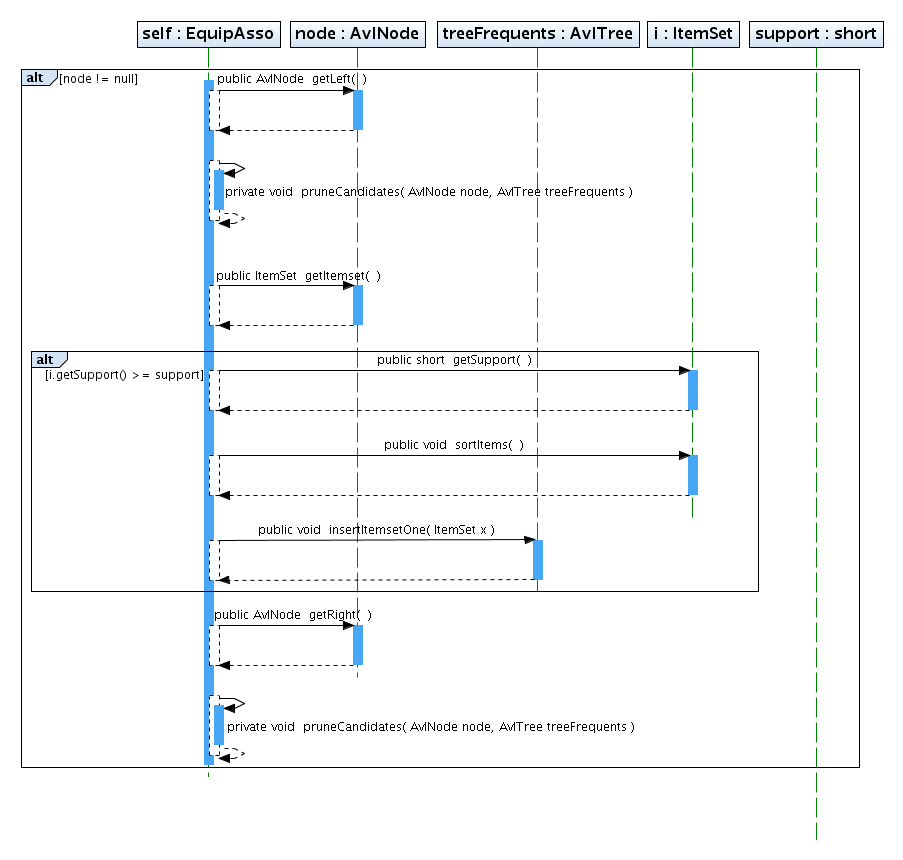 self : EquipAsso
node : AvlNode
treeFrequents : AvlTree
i : ItemSet
support : short
alt
[node != null]
public AvlNode getLeft( )
private void pruneCandidates( AvlNode node, AvlTree treeFrequents )
public ItemSet getItemset( )
alt
[i.getSupport() >= support]
public short getSupport( )
public void sortItems( )
public void insertItemsetOne( ItemSet x )
public AvlNode getRight( )
private void pruneCandidates( AvlNode node, AvlTree treeFrequents )